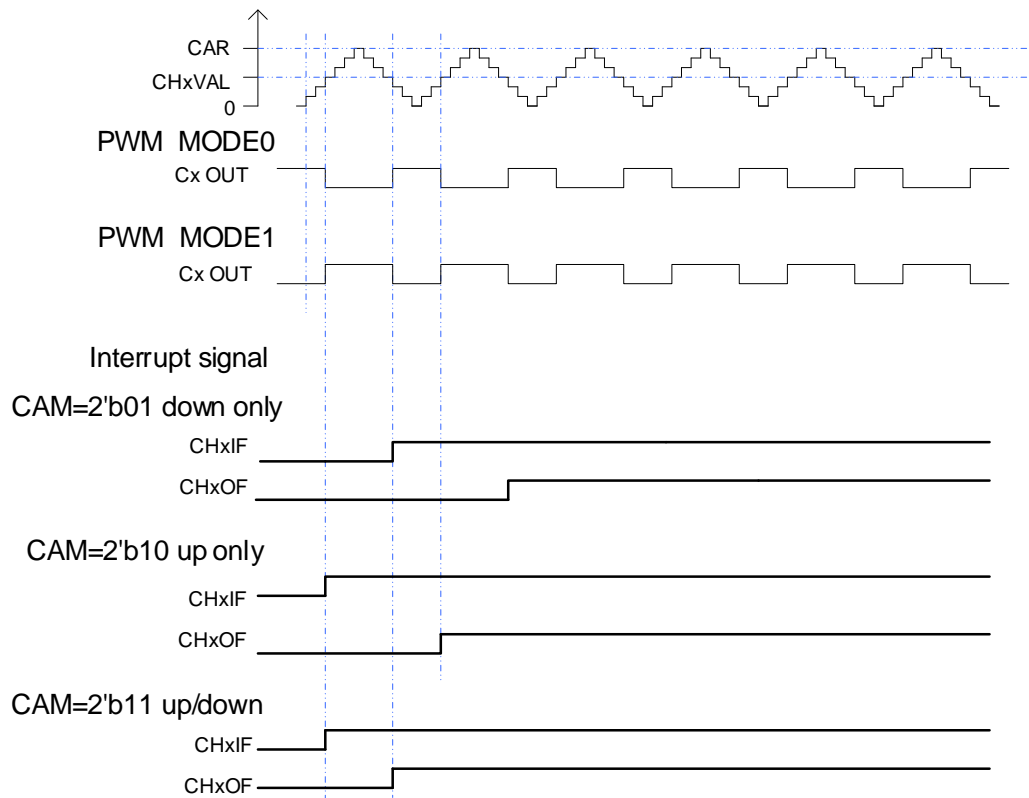 CAR
CHxVAL
0
PWM MODE0
Cx OUT
PWM MODE1
Cx OUT
Interrupt signal
CAM=2'b01 down only
CHxIF
CHxOF
CAM=2'b10 up only
CHxIF
CHxOF
CAM=2'b11 up/down
CHxIF
CHxOF